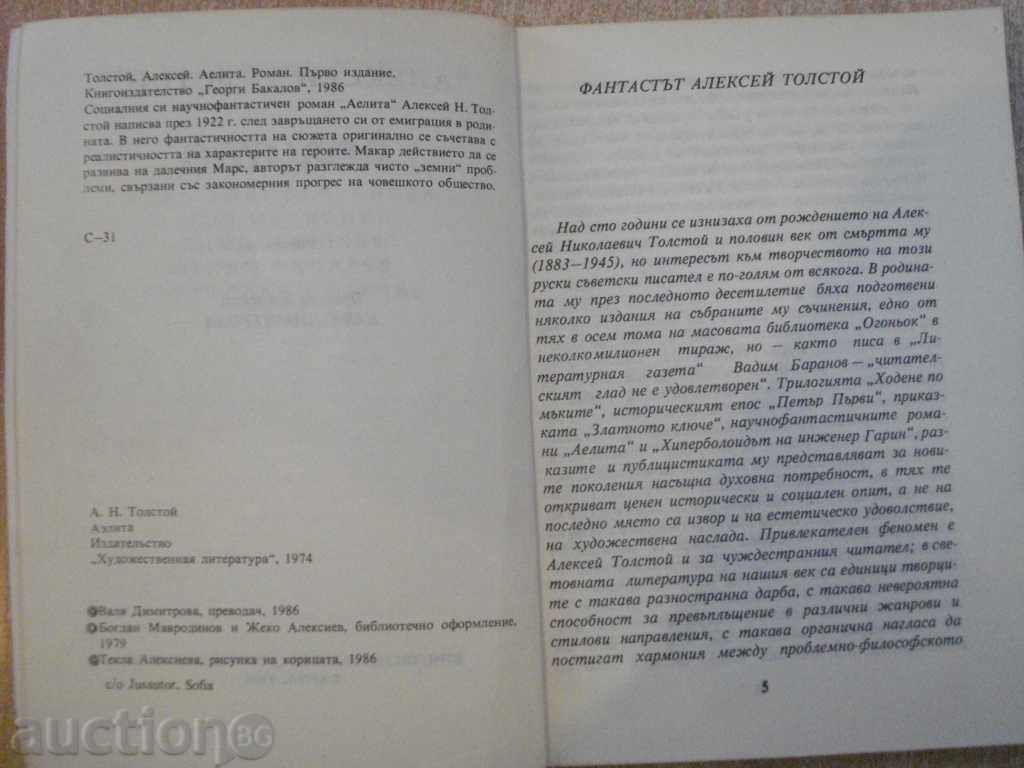 Толстой, Алексей. Аелита. Роман. Първо издание.
Книгоиздателство „Георги Бакалов", 1986
Социалния си научнофантастичен роман „Аелита" Алексей Н. Тол-
стой написва през 1922 г. след завръщането си от емиграция в роди-
ната. В него фантастичността на сюжета оригинално се съчетава с
реалистичността на характерите на героите. Макар действието да се
развива на далечния Марс, авторът разглежда чисто „земни" проб-
леми, свързани със закономерния прогрес на човешкото общество.
С—31
А. Н. Толстой
Аэлита
Издательство
„Художественная литература", 1974
Валя Димитрова, преводач, 1986
Богдан Мавродинов и Жеко Алексиев, библиотечно оформление,
1979
Текла Алексиева, рисунка на корицата, 1986
c/o Jusautor, Sofia
ФАНТАСТЪТ АЛЕКСЕЙ ТОЛСТОЙ
Над сто години се изнизаха от рождението на Алек-
сей Николаевич Толстой и половин век от смъртта му
(1883—1945), но интересът към творчеството на този
руски съветски писател е по-голям от всякога. В родина-
та му през последното десетилетие бяха подготвени
няколко издания на събраните му съчинения, едно от
тях в осем тома на масовата библиотека „Огоньок" в
неколкомилионен тираж, но — както писа в „Ли-
тературная газета" Вадим Баранов — „читател-
ският глад не е удовлетворен". Трилогията „Ходене по
мъките", историческият епос „Петър Първи", приказ-
ката „Златното ключе", научнофантастичните рома-
ни „Аелита" и „Хиперболоидът на инженер Гарин", раз-
казите и публицистиката му представляват за нови-
те поколения насъщна духовна потребност, в тях те
откриват ценен исторически и социален опит, а не на
последно място са извор и на естетическо удоволствие,
на художествена наслада. Привлекателен феномен е
Алексей Толстой и за чуждестранния читател; в све-
товната литература на нашия век са единици творци-
те с такава разностранна дарба, с такава невероятна
способност за превъплъщение в различни жанрови и
стилови направления, с такава органична нагласа да
постигат хармония между проблемно-философското
5
auction BG